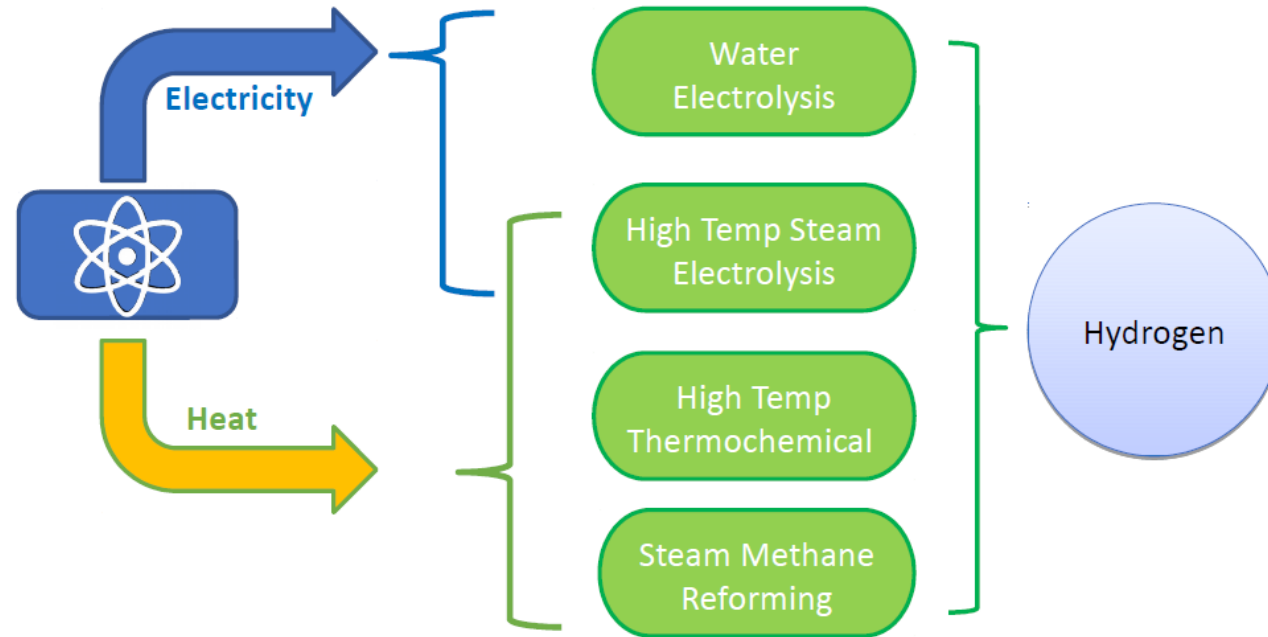 Electricity
Heat
Water
Electrolysis
High Temp Steam
Electrolysis
High Temp
Thermochemical
Steam Methane
Reforming
Hydrogen